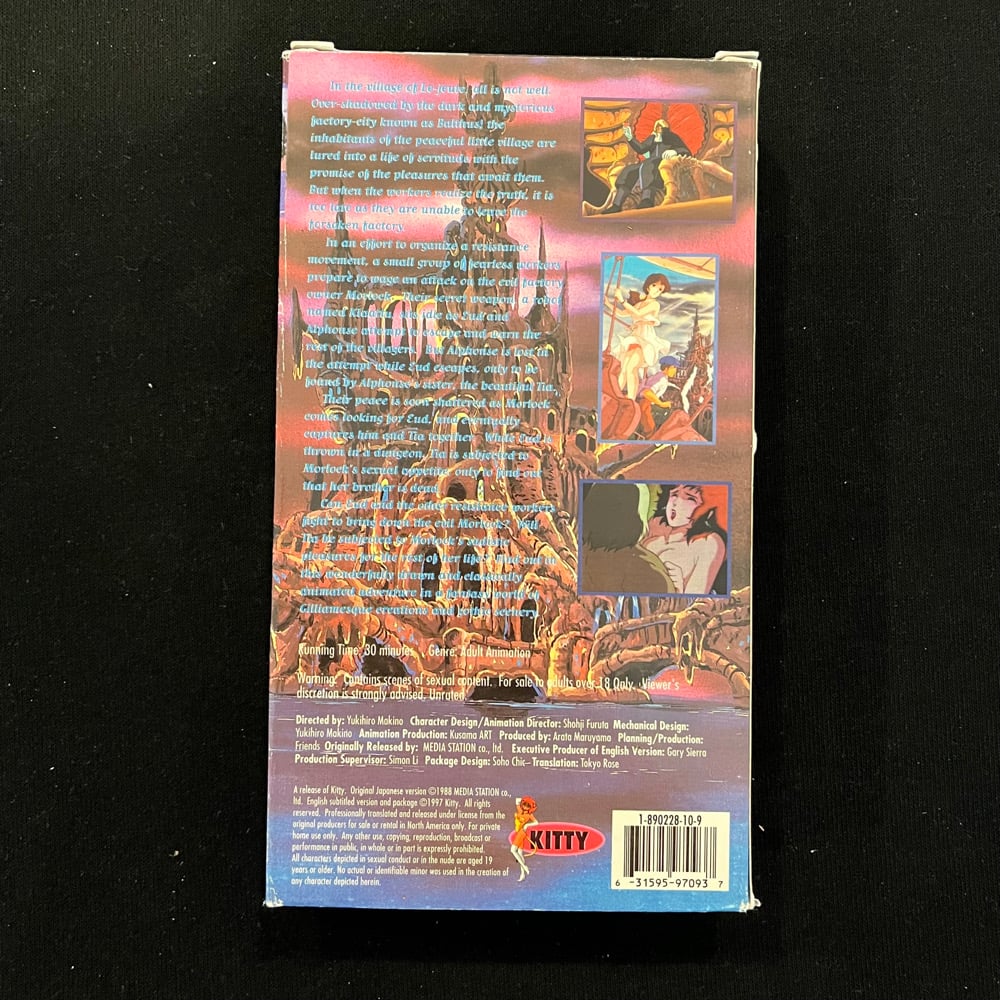 In the village of Le-Jeure, all is not well.
Over-shadowed by the dark and mysterious
factory-city known as Baltitus! the
inhabitants of the peaceful little village are
lured into a life of servitude with the
promise of the pleasures that await them.
But when the workers realize the truth, it is
too late as they are unable to leave the
forsaken factory.
In an effort to organize a resistance
movement, a small group of fearless workers
prepare to wage an attack on the evil factory
owner Morlock. Their secret weapon, a robot
named lies idle as Eud and
Alphonse attempt to escape and warn the
rest of the villagers. But Alphonse is lost in
the attempt while Eud escapes, only to be
found by Alphonse's sister, the beautiful Tia.
Their peace is soon shattered as Morlock
comes looking for Eud, and eventually
captures him and Tia together. While Eud is
thrown in a dungeon, Tia is subjected to
Morlock's sexual appetite only to find out
that her brother is dead.
Can Eud and the other resistance workers
fight to bring down the evil Morlock? Will
Tia be subjected to Morlock's sadistic
pleasures for the rest of her life? Find out in
this wonderfully drawn and classically
animated adventure in a fantasy world of
Gilliamesque creations and gothic scenery.
Running Time: 30 minutes Genre: Adult Animation
Warning: Contains scenes of sexual content. For sale to adults over 18 Only. Viewer's
discretion is strongly advised. Unrated.
Directed by: Yukihiro Makino Character Design/Animation Director: Shohji Furuta Mechanical Design:
Yukihiro Makino Animation Production: Kusama ART Produced by: Arata Maruyama Planning/Production:
Friends Originally Released by: MEDIA STATION co., ltd. Executive Producer of English Version: Gary Sierra
Production Supervisor: Simon Li Package Design: Soho Chic Translation: Tokyo Rose
A release of Kitty. Original Japanese version ©1988 MEDIA STATION co.,
ltd. English subtitled version and package ©1997 Kitty. All rights
reserved. Professionally translated and released under license from the
original producers for sale or rental in North America only. For private
home use only. Any other use, copying, reproduction, broadcast or
performance in public, in whole or in part is expressly prohibited.
All characters depicted in sexual conduct or in the nude are aged 19
years or older. No actual or identifiable minor was used in the creation of
any character depicted herein.
KITTY
1-890228-10-9
6 31595-97093 7